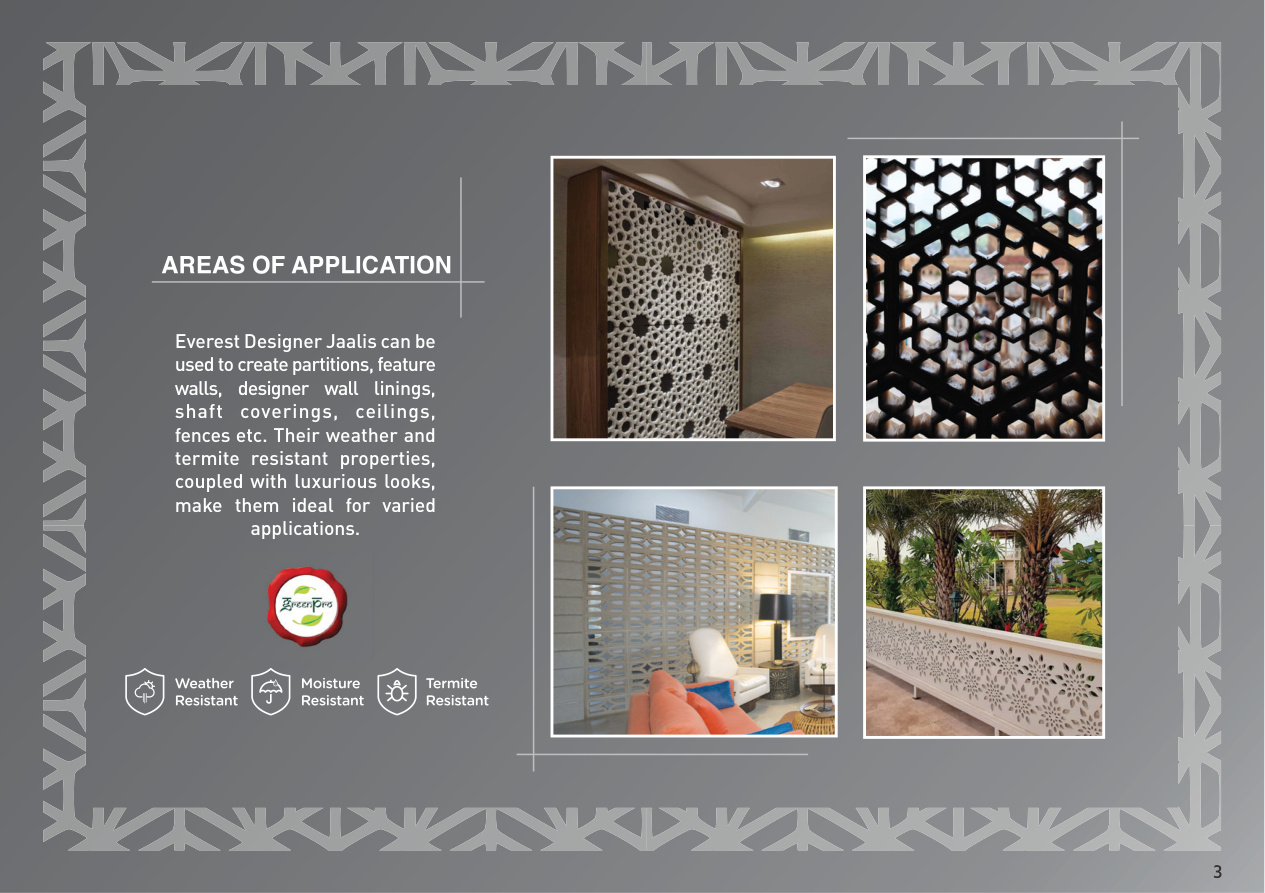 AREAS OF APPLICATION
Everest Designer Jaalis can be
used to create partitions, feature
walls, designer wall linings,
shaft coverings, ceilings,
fences etc. Their weather and
termite resistant properties,
coupled with luxurious looks,
make them ideal for varied
applications.
greenpro
Weather
Resistant
Moisture
Resistant
Termite
Resistant
3